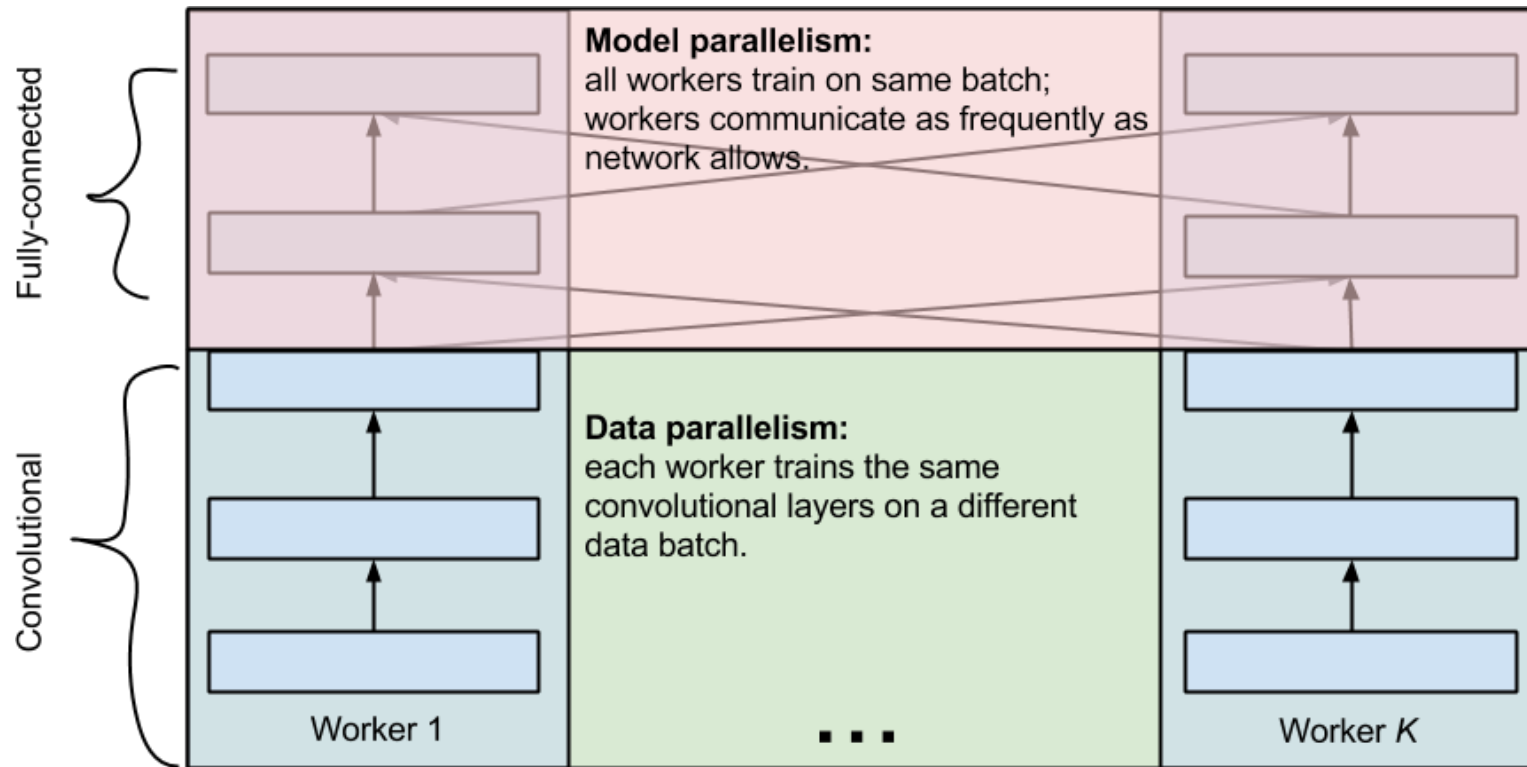 Fully-connected
Model parallelism:
all workers train on same batch;
workers communicate as frequently as
network allows.
Convolutional
Data parallelism:
each worker trains the same
convolutional layers on a different
data batch.
Worker 1
...
Worker K